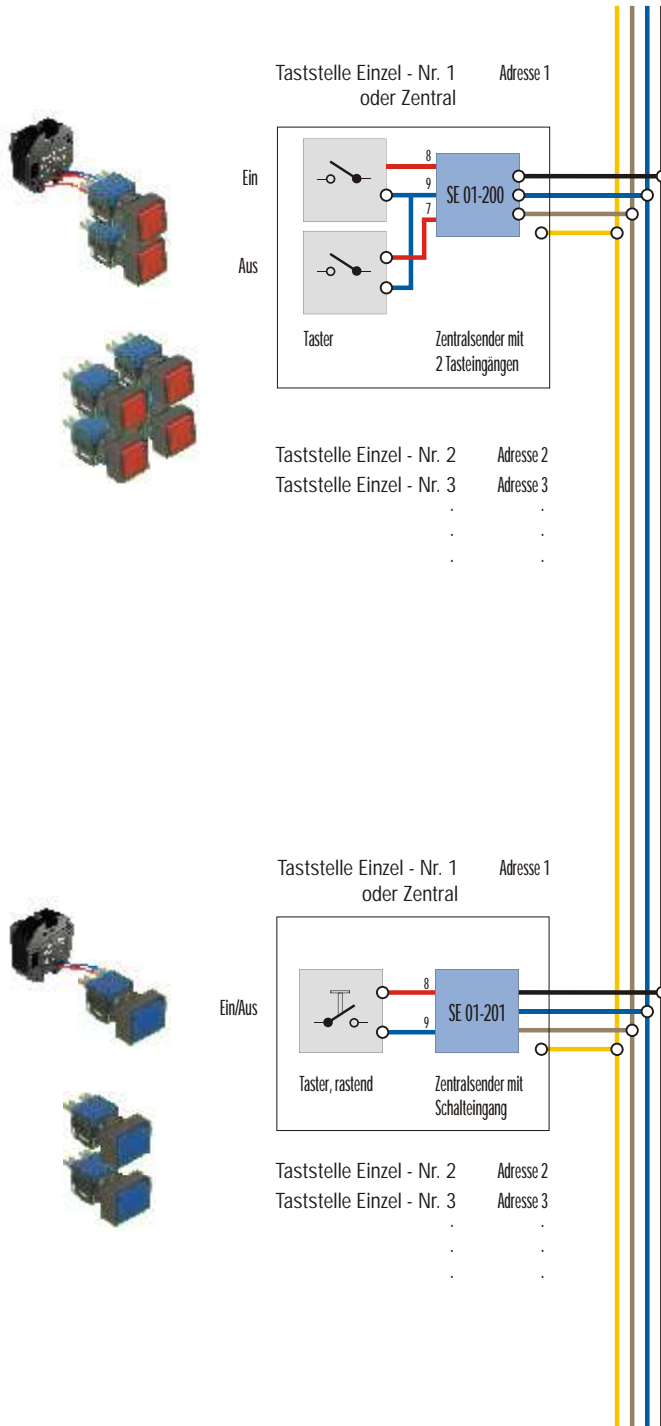 Taststelle Einzel - Nr. 1 Adresse 1
oder Zentral
Ein
8
9
7
SE 01-200
Aus
Taster
Zentralsender mit
2 Tasteingängen
Taststelle Einzel - Nr. 2 Adresse 2
Taststelle Einzel - Nr. 3 Adresse 3
. .
. .
. .
Taststelle Einzel - Nr. 1 Adresse 1
oder Zentral
Ein/Aus
8
9
SE 01-201
Taster, rastend
Zentralsender mit
Schalteingang
Taststelle Einzel - Nr. 2 Adresse 2
Taststelle Einzel - Nr. 3 Adresse 3
. .
. .
. .